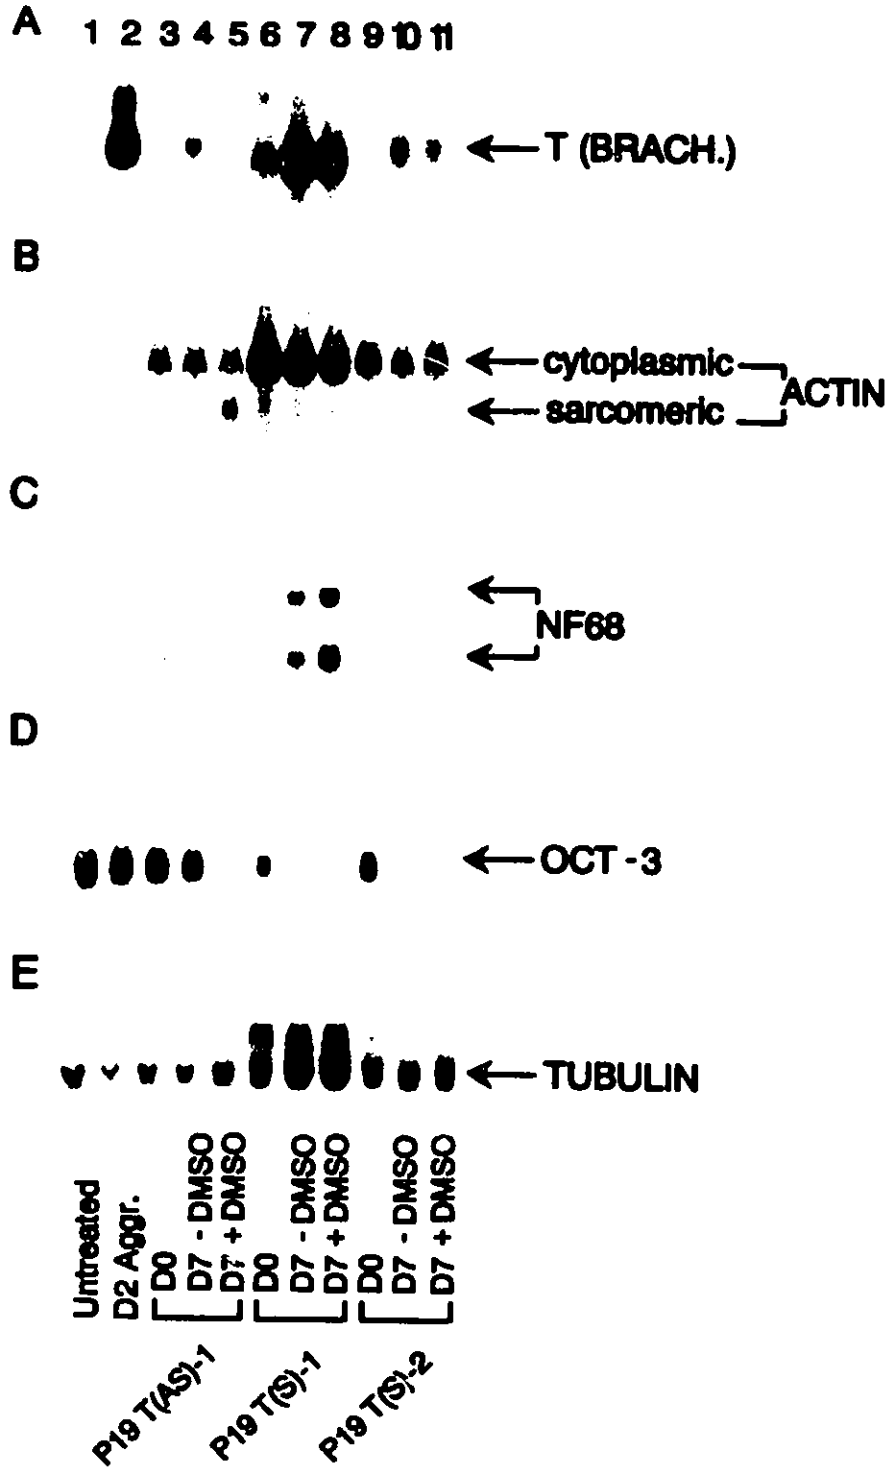 A
1 2 3 4 5 6 7 8 9 10 11
T (BRACH.)
B
cytoplasmic
sarcomeric
ACTIN
C
NF68
D
OCT - 3
E
TUBULIN
Untreated
D2 Aggr.
D0
D7 - DMSO
D7 + DMSO
D0
D7 - DMSO
D7 + DMSO
D0
D7 - DMSO
D7 + DMSO
P19 T(AS)-1
P19 T(S)-1
P19 T(S)-2